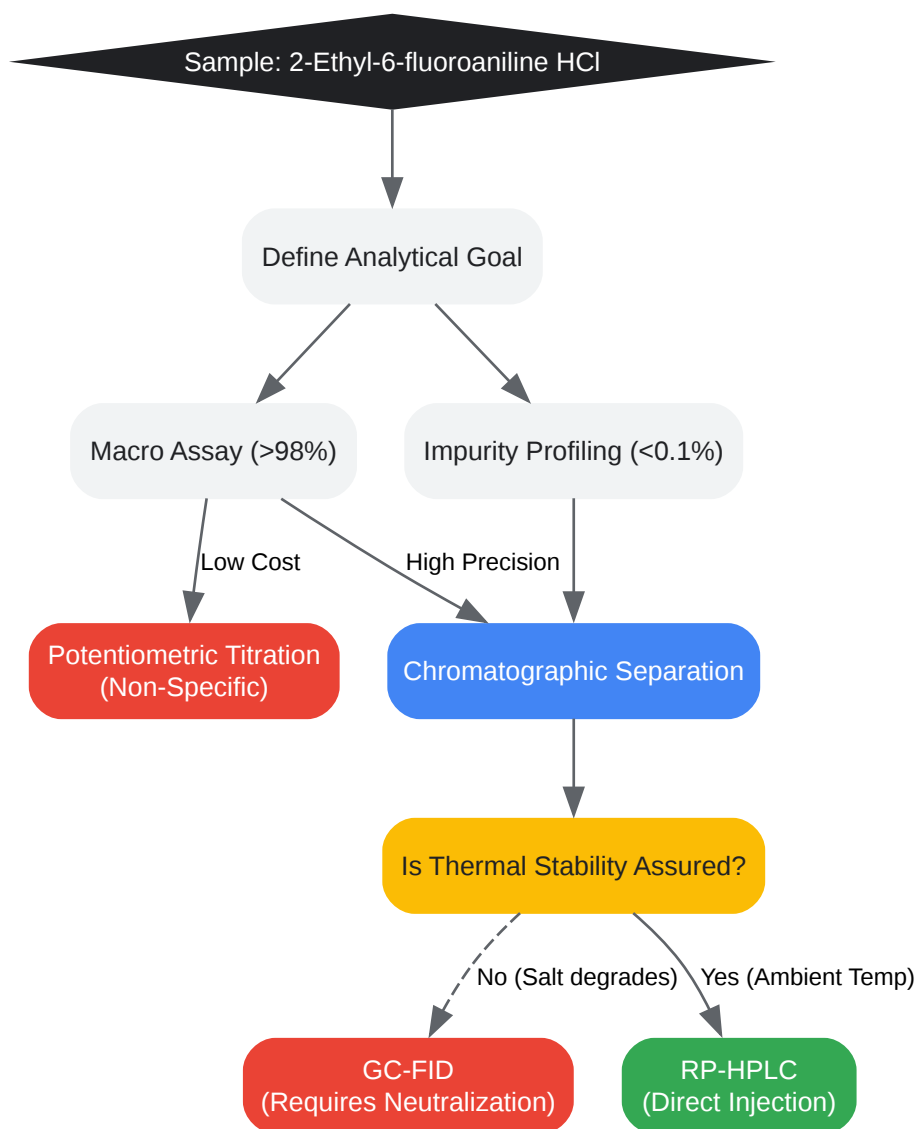 Sample: 2-Ethyl-6-fluoroaniline HCl
Define Analytical Goal
Macro Assay (>98%)
Impurity Profiling (<0.1%)
Low Cost
High Precision
Potentiometric Titration
(Non-Specific)
Chromatographic Separation
Is Thermal Stability Assured?
No (Salt degrades)
Yes (Ambient Temp)
GC-FID
(Requires Neutralization)
RP-HPLC
(Direct Injection)